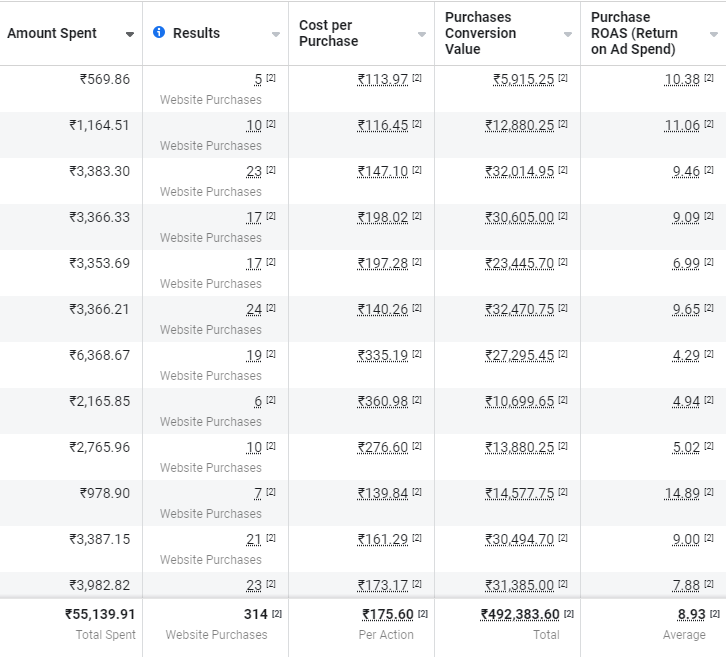 Amount Spent Results Cost per Purchase Purchases Conversion Value Purchase ROAS (Return on Ad Spend)
₹569.86 5 [2] ₹113.97 [2] ₹5,915.25 [2] 10.38 [2]
Website Purchases
₹1,164.51 10 [2] ₹116.45 [2] ₹12,880.25 [2] 11.06 [2]
Website Purchases
₹3,383.30 23 [2] ₹147.10 [2] ₹32,014.95 [2] 9.46 [2]
Website Purchases
₹3,366.33 17 [2] ₹198.02 [2] ₹30,605.00 [2] 9.09 [2]
Website Purchases
₹3,353.69 17 [2] ₹197.28 [2] ₹23,445.70 [2] 6.99 [2]
Website Purchases
₹3,366.21 24 [2] ₹140.26 [2] ₹32,470.75 [2] 9.65 [2]
Website Purchases
₹6,368.67 19 [2] ₹335.19 [2] ₹27,295.45 [2] 4.29 [2]
Website Purchases
₹2,165.85 6 [2] ₹360.98 [2] ₹10,699.65 [2] 4.94 [2]
Website Purchases
₹2,765.96 10 [2] ₹276.60 [2] ₹13,880.25 [2] 5.02 [2]
Website Purchases
₹978.90 7 [2] ₹139.84 [2] ₹14,577.75 [2] 14.89 [2]
Website Purchases
₹3,387.15 21 [2] ₹161.29 [2] ₹30,494.70 [2] 9.00 [2]
Website Purchases
₹3,982.82 23 [2] ₹173.17 [2] ₹31,385.00 [2] 7.88 [2]
₹55,139.91 314 [2] ₹175.60 [2] ₹492,383.60 [2] 8.93 [2]
Total Spent Website Purchases Per Action Total Average